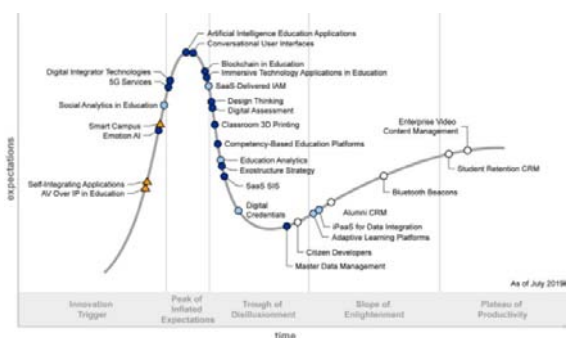 Artificial Intelligence Education Applications
Conversational User Interfaces
Digital Integrator Technologies
5G Services
Blockchain in Education
Immersive Technology Applications in Education
SaaS-Delivered IAM
Social Analytics in Education
Design Thinking
Digital Assessment
Smart Campus
Emotion AI
Classroom 3D Printing
Enterprise Video
Content Management
Competency-Based Education Platforms
Education Analytics
Exostructure Strategy
SaaS SIS
Student Retention CRM
Self-Integrating Applications
AV Over IP in Education
Bluetooth Beacons
Digital
Credentials
Alumni CRM
iPaaS for Data Integration
Adaptive Learning Platforms
Citizen Developers
Master Data Management
expectations
As of July 2019
Innovation
Trigger
Peak of
Inflated
Expectations
Trough of
Disillusionment
Slope of
Enlightenment
Plateau of
Productivity
time